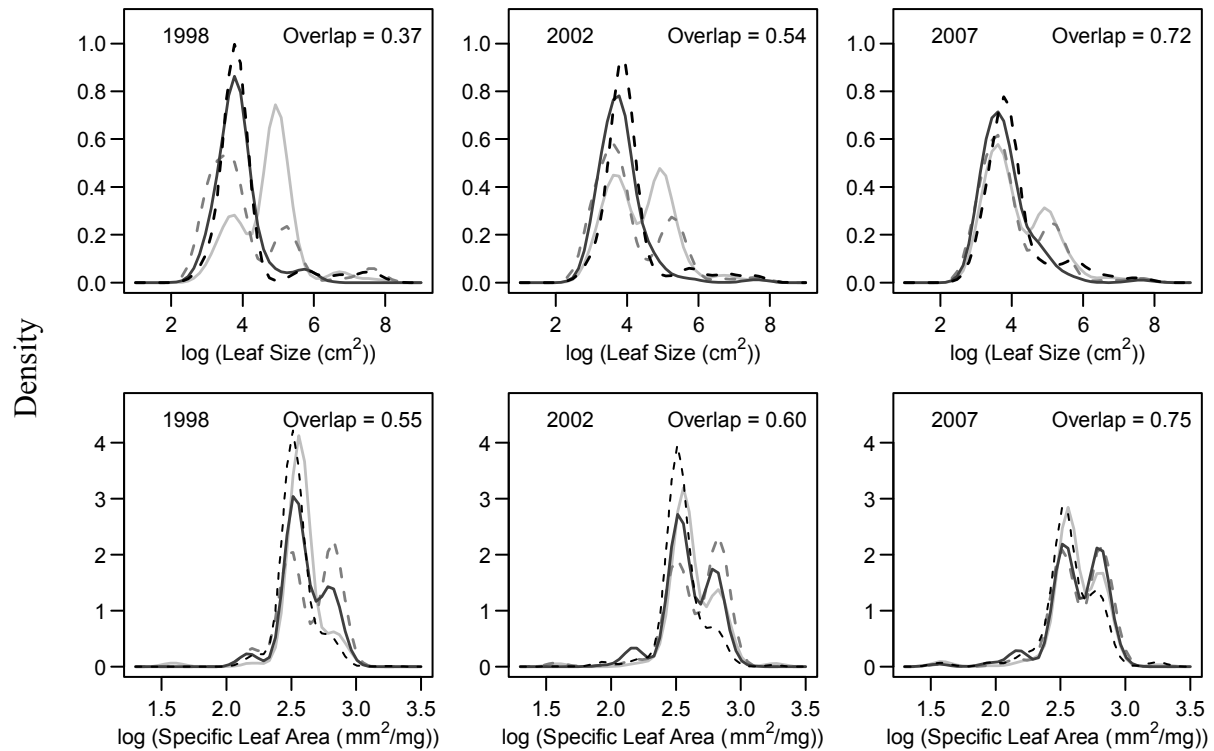 1998 Overlap = 0.37
2002 Overlap = 0.54
2007 Overlap = 0.72
1.0
0.8
0.6
0.4
0.2
0.0
1.0
0.8
0.6
0.4
0.2
0.0
1.0
0.8
0.6
0.4
0.2
0.0
2 4 6 8
2 4 6 8
2 4 6 8
log (Leaf Size (cm²))
log (Leaf Size (cm²))
log (Leaf Size (cm²))
Density
1998 Overlap = 0.55
2002 Overlap = 0.60
2007 Overlap = 0.75
4
3
2
1
0
4
3
2
1
0
4
3
2
1
0
1.5 2.0 2.5 3.0 3.5
1.5 2.0 2.5 3.0 3.5
1.5 2.0 2.5 3.0 3.5
log (Specific Leaf Area (mm²/mg))
log (Specific Leaf Area (mm²/mg))
log (Specific Leaf Area (mm²/mg))